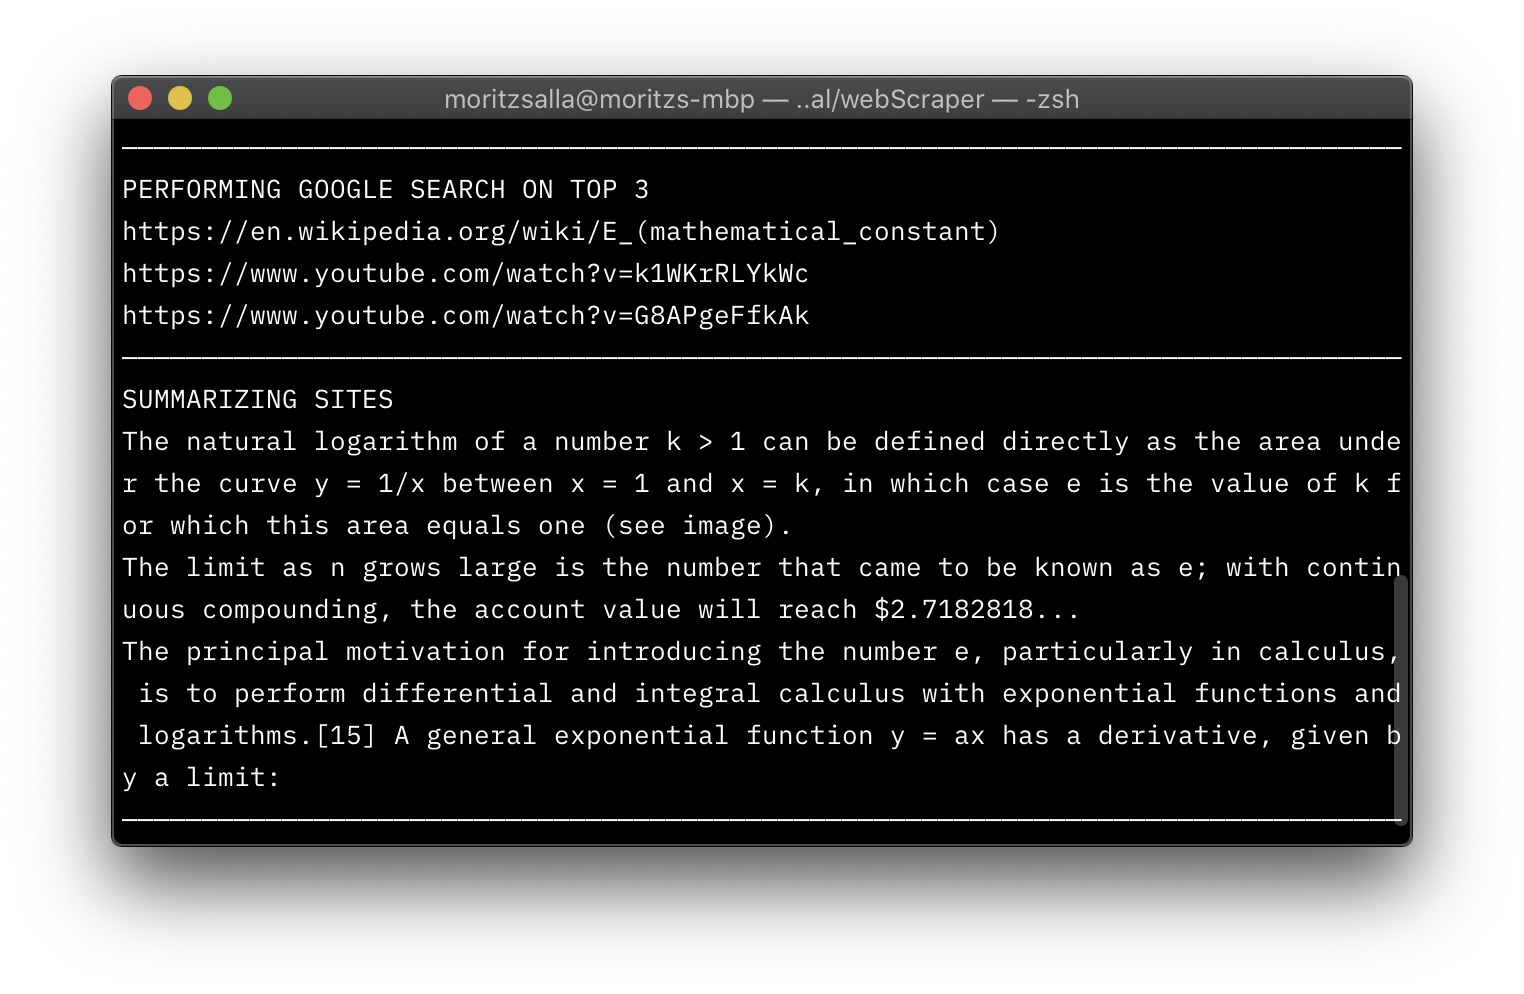 moritzsalla@moritzs-mbp — ..al/webScraper — -zsh
PERFORMING GOOGLE SEARCH ON TOP 3
https://en.wikipedia.org/wiki/E_(mathematical_constant)
https://www.youtube.com/watch?v=k1WKrRLYkWc
https://www.youtube.com/watch?v=G8APgeFfkAk
SUMMARIZING SITES
The natural logarithm of a number k > 1 can be defined directly as the area unde
r the curve y = 1/x between x = 1 and x = k, in which case e is the value of k f
or which this area equals one (see image).
The limit as n grows large is the number that came to be known as e; with contin
uous compounding, the account value will reach $2.7182818...
The principal motivation for introducing the number e, particularly in calculus,
 is to perform differential and integral calculus with exponential functions and
 logarithms.[15] A general exponential function y = ax has a derivative, given b
y a limit: